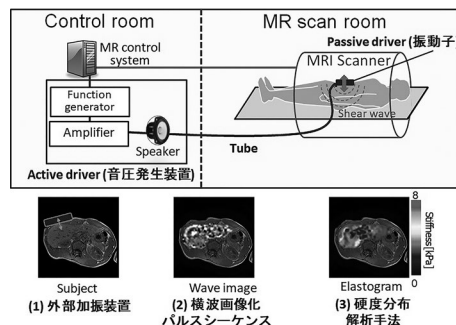 Control room
MR scan room
MR control
system
Passive driver (振動子)
MRI Scanner
Function
generator
Amplifier
Speaker
Shear wave
Tube
Active driver (音圧発生装置)
8
Stiffness [kPa]
0
Subject
Wave image
Elastogram
(1) 外部加振装置
(2) 横波画像化
パルスシーケンス
(3) 硬度分布
解析手法